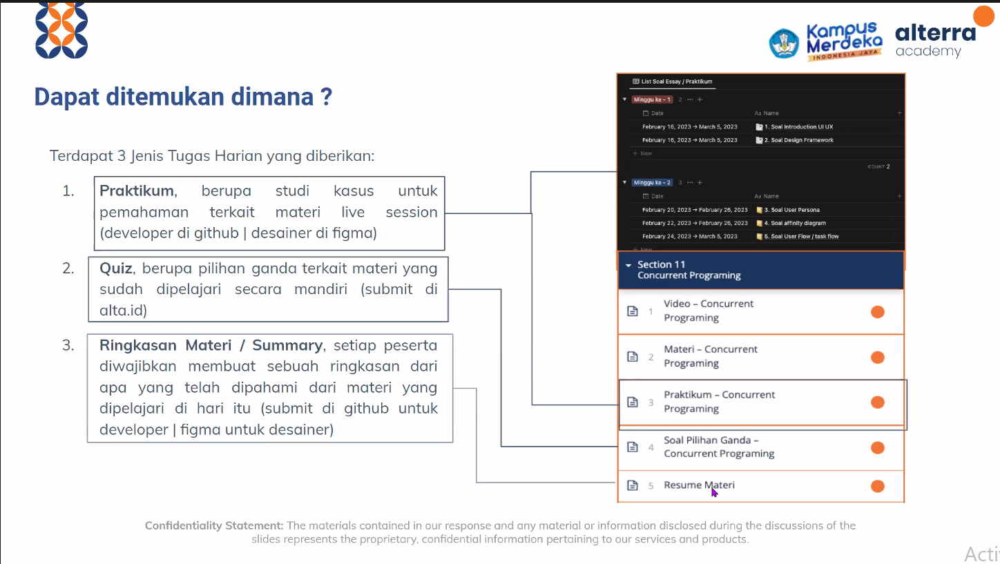 Kampus
Merdeka
INDONESIA JAYA
alterra
academy
Dapat ditemukan dimana ?
Terdapat 3 Jenis Tugas Harian yang diberikan:
1. Praktikum, berupa studi kasus untuk
pemahaman terkait materi live session
(developer di github | desainer di figma)
2. Quiz, berupa pilihan ganda terkait materi yang
sudah dipelajari secara mandiri (submit di
alta.id)
3. Ringkasan Materi / Summary, setiap peserta
diwajibkan membuat sebuah ringkasan dari
apa yang telah dipahami dari materi yang
dipelajari di hari itu (submit di github untuk
developer | figma untuk desainer)
List Soal Essay / Praktikum
Minggu ke - 1 2 ... +
Date Aa Name +
February 16, 2023 → March 5, 2023 1. Soal Introduction UI UX
February 16, 2023 → March 5, 2023 2. Soal Design Framework
+ New
COUNT 2
Minggu ke - 2 3 ... +
Date Aa Name +
February 20, 2023 → February 26, 2023 3. Soal User Persona
February 22, 2023 → February 26, 2023 4. Soal affinity diagram
February 24, 2023 → March 5, 2023 5. Soal User Flow / task flow
+ New
Section 11
Concurrent Programing
1 Video – Concurrent
Programing
2 Materi – Concurrent
Programing
3 Praktikum – Concurrent
Programing
4 Soal Pilihan Ganda –
Concurrent Programing
5 Resume Materi
Confidentiality Statement: The materials contained in our response and any material or information disclosed during the discussions of the
slides represents the proprietary, confidential information pertaining to our services and products.
Activ